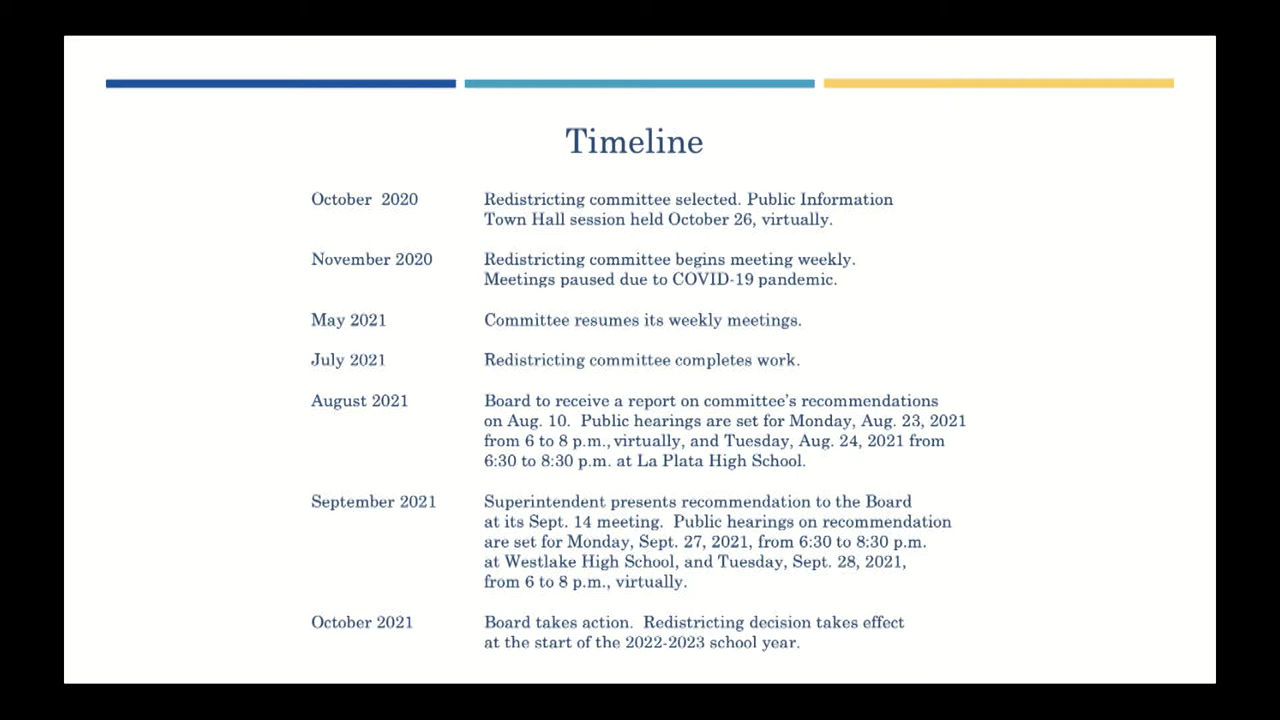 Timeline
October 2020 Redistricting committee selected. Public Information
Town Hall session held October 26, virtually.
November 2020 Redistricting committee begins meeting weekly.
Meetings paused due to COVID-19 pandemic.
May 2021 Committee resumes its weekly meetings.
July 2021 Redistricting committee completes work.
August 2021 Board to receive a report on committee's recommendations
on Aug. 10. Public hearings are set for Monday, Aug. 23, 2021
from 6 to 8 p.m., virtually, and Tuesday, Aug. 24, 2021 from
6:30 to 8:30 p.m. at La Plata High School.
September 2021 Superintendent presents recommendation to the Board
at its Sept. 14 meeting. Public hearings on recommendation
are set for Monday, Sept. 27, 2021, from 6:30 to 8:30 p.m.
at Westlake High School, and Tuesday, Sept. 28, 2021,
from 6 to 8 p.m., virtually.
October 2021 Board takes action. Redistricting decision takes effect
at the start of the 2022-2023 school year.